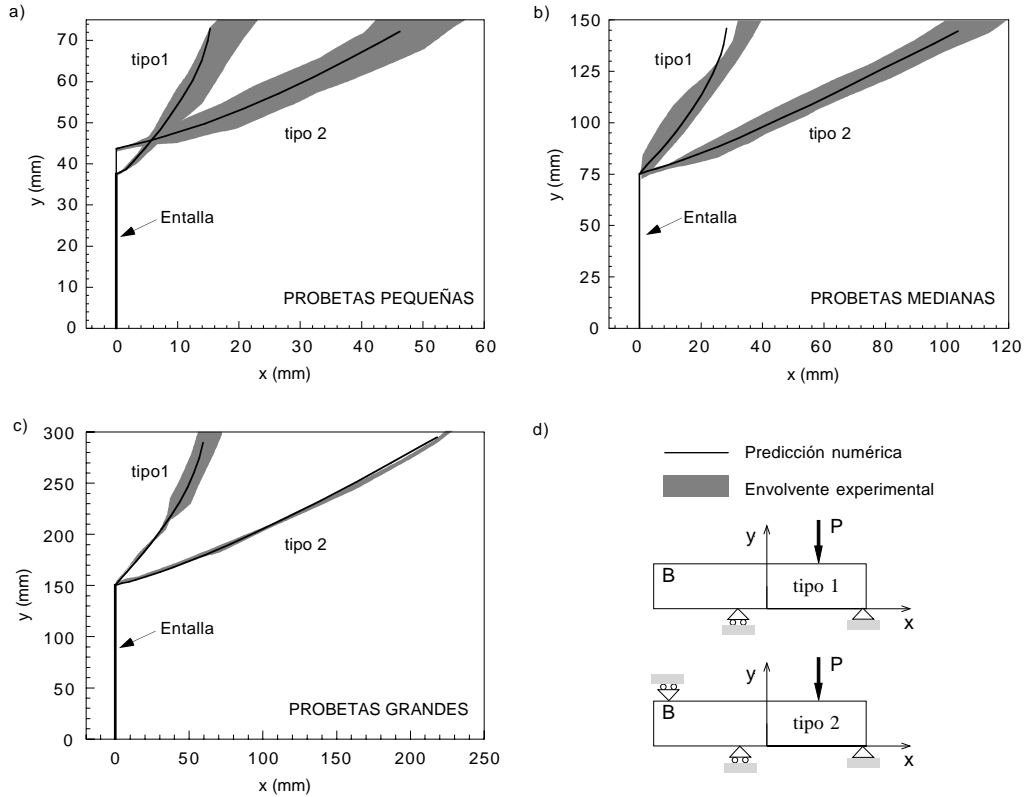 a)
70
60
50
40
30
20
10
0
y (mm)
tipo1
tipo 2
Entalla
PROBETAS PEQUEÑAS
0 10 20 30 40 50 60
x (mm)
b)
150
125
100
75
50
25
0
y (mm)
tipo1
tipo 2
Entalla
PROBETAS MEDIANAS
0 20 40 60 80 100 120
x (mm)
c)
300
250
200
150
100
50
0
y (mm)
tipo1
tipo 2
Entalla
PROBETAS GRANDES
0 50 100 150 200 250
x (mm)
d)
Predicción numérica
Envolvente experimental
y P
B tipo 1
x
y P
B tipo 2
x